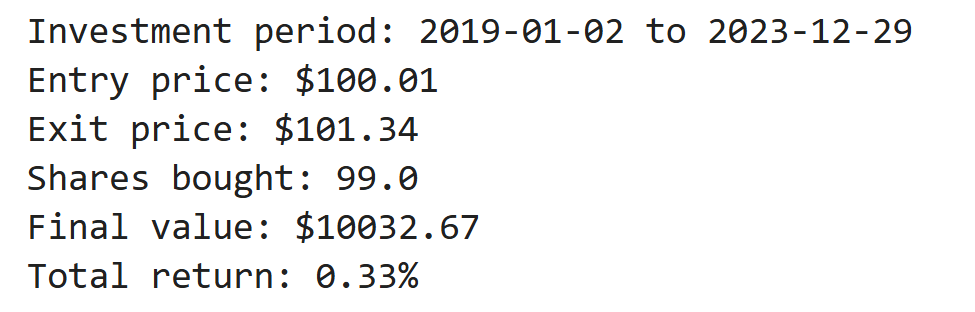 Investment period: 2019-01-02 to 2023-12-29
Entry price: $100.01
Exit price: $101.34
Shares bought: 99.0
Final value: $10032.67
Total return: 0.33%